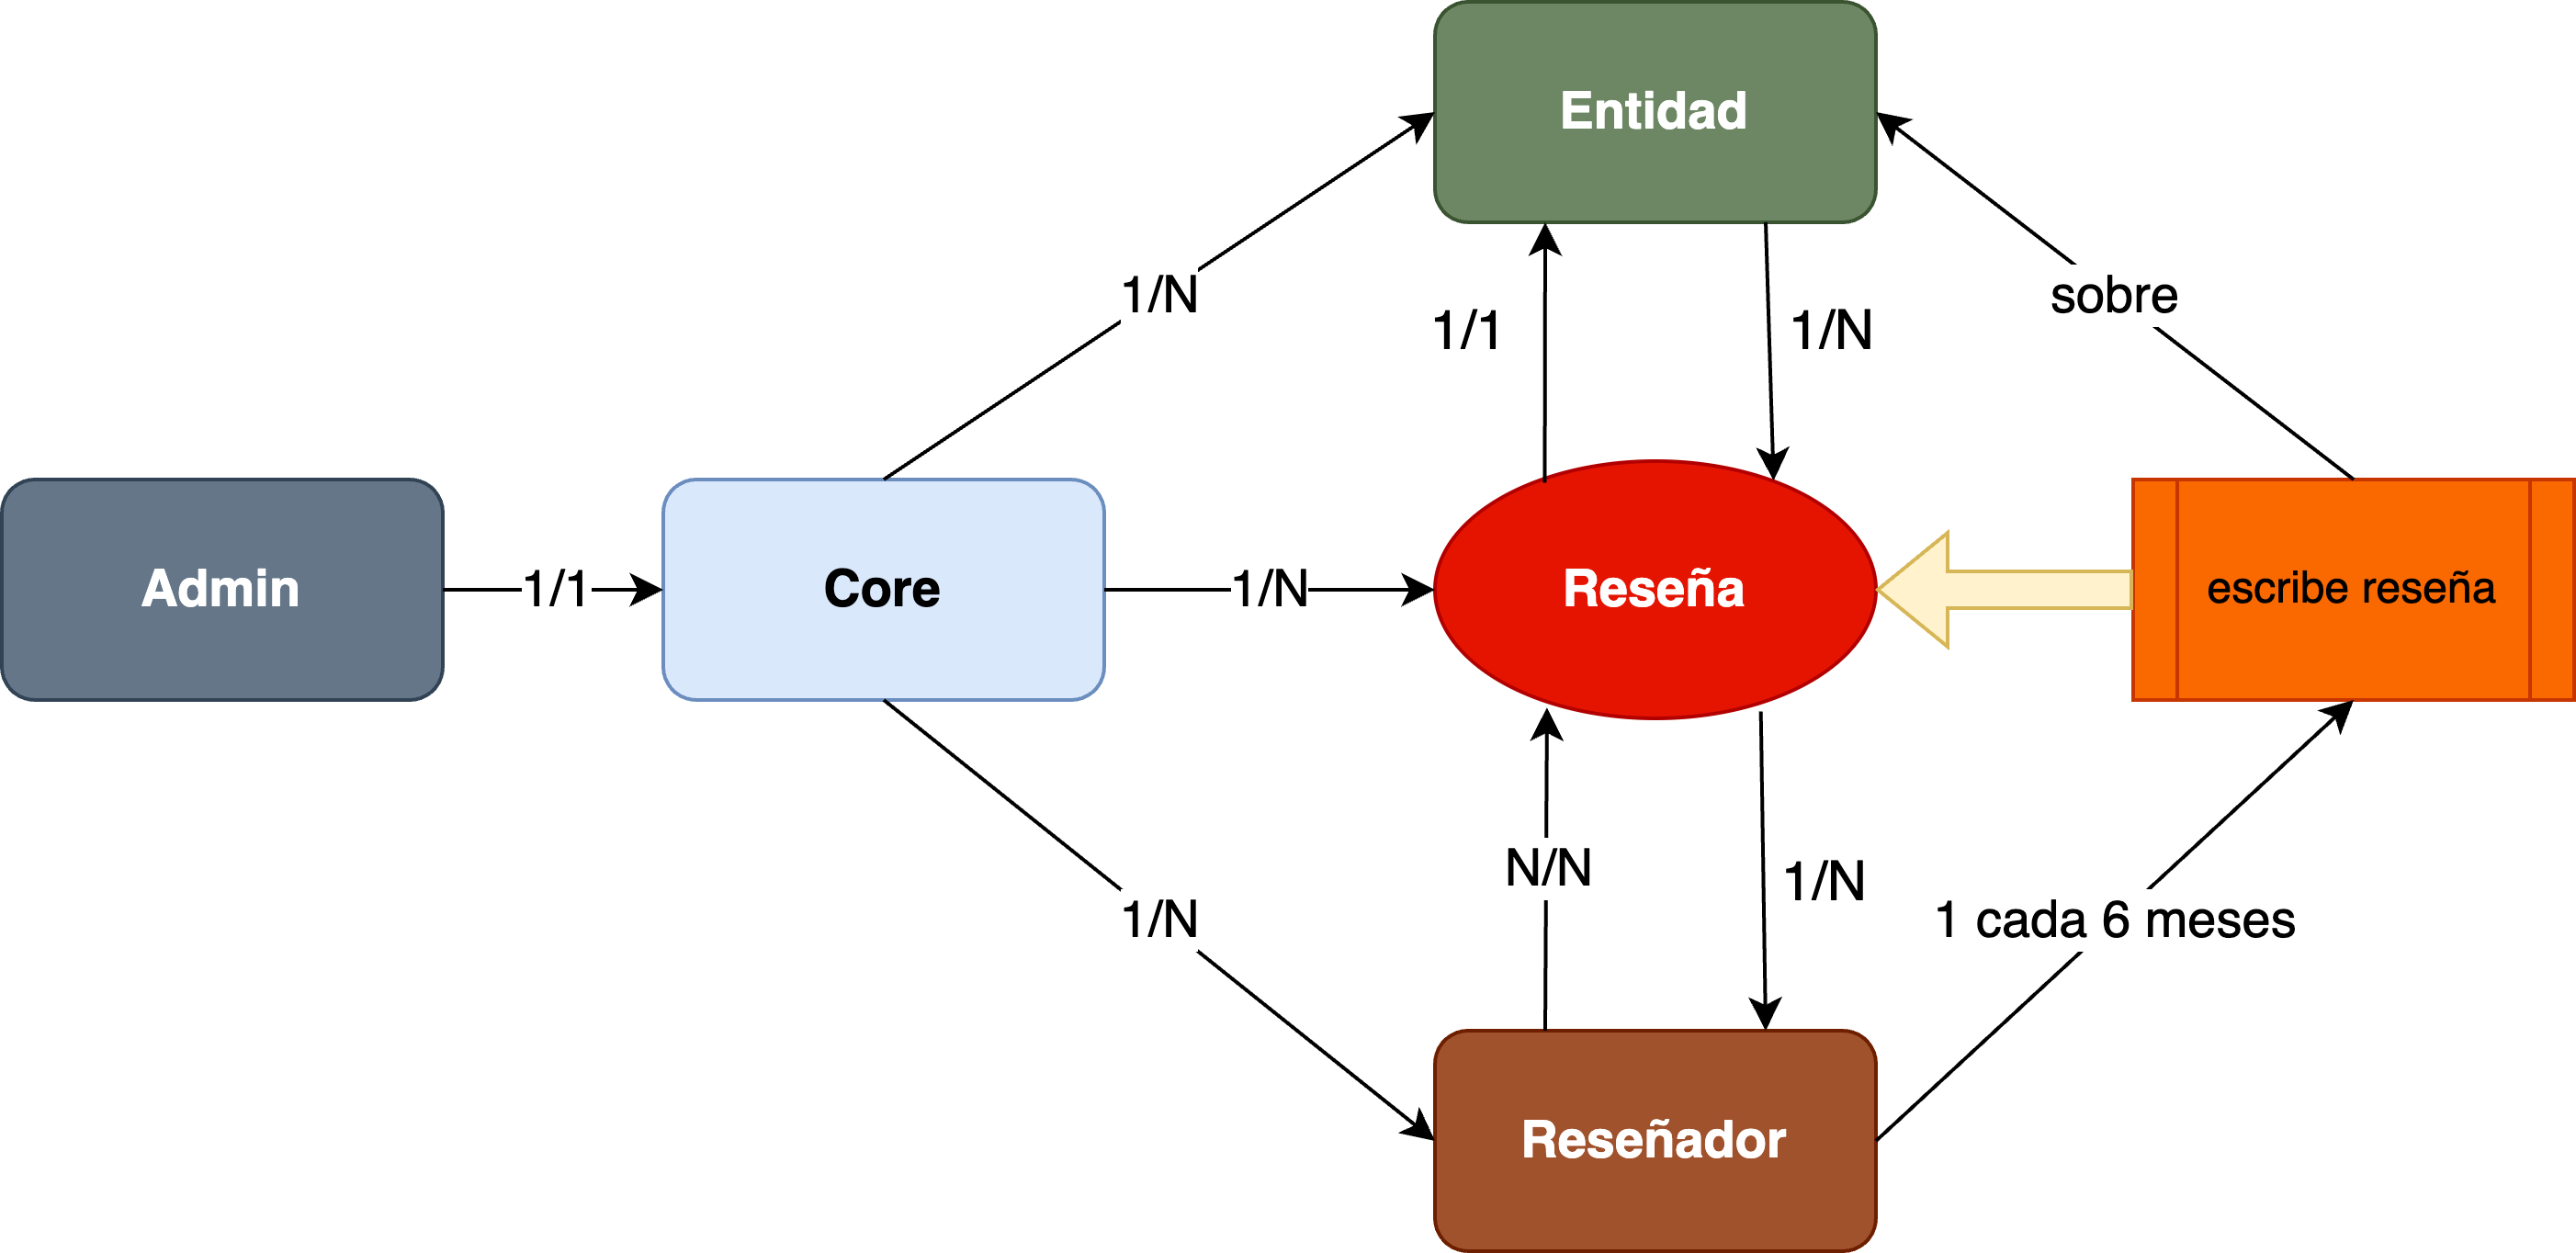 Entidad
1/N
sobre
1/1
1/N
Admin
1/1
Core
1/N
Reseña
escribe reseña
N/N
1/N
1/N
1 cada 6 meses
Reseñador